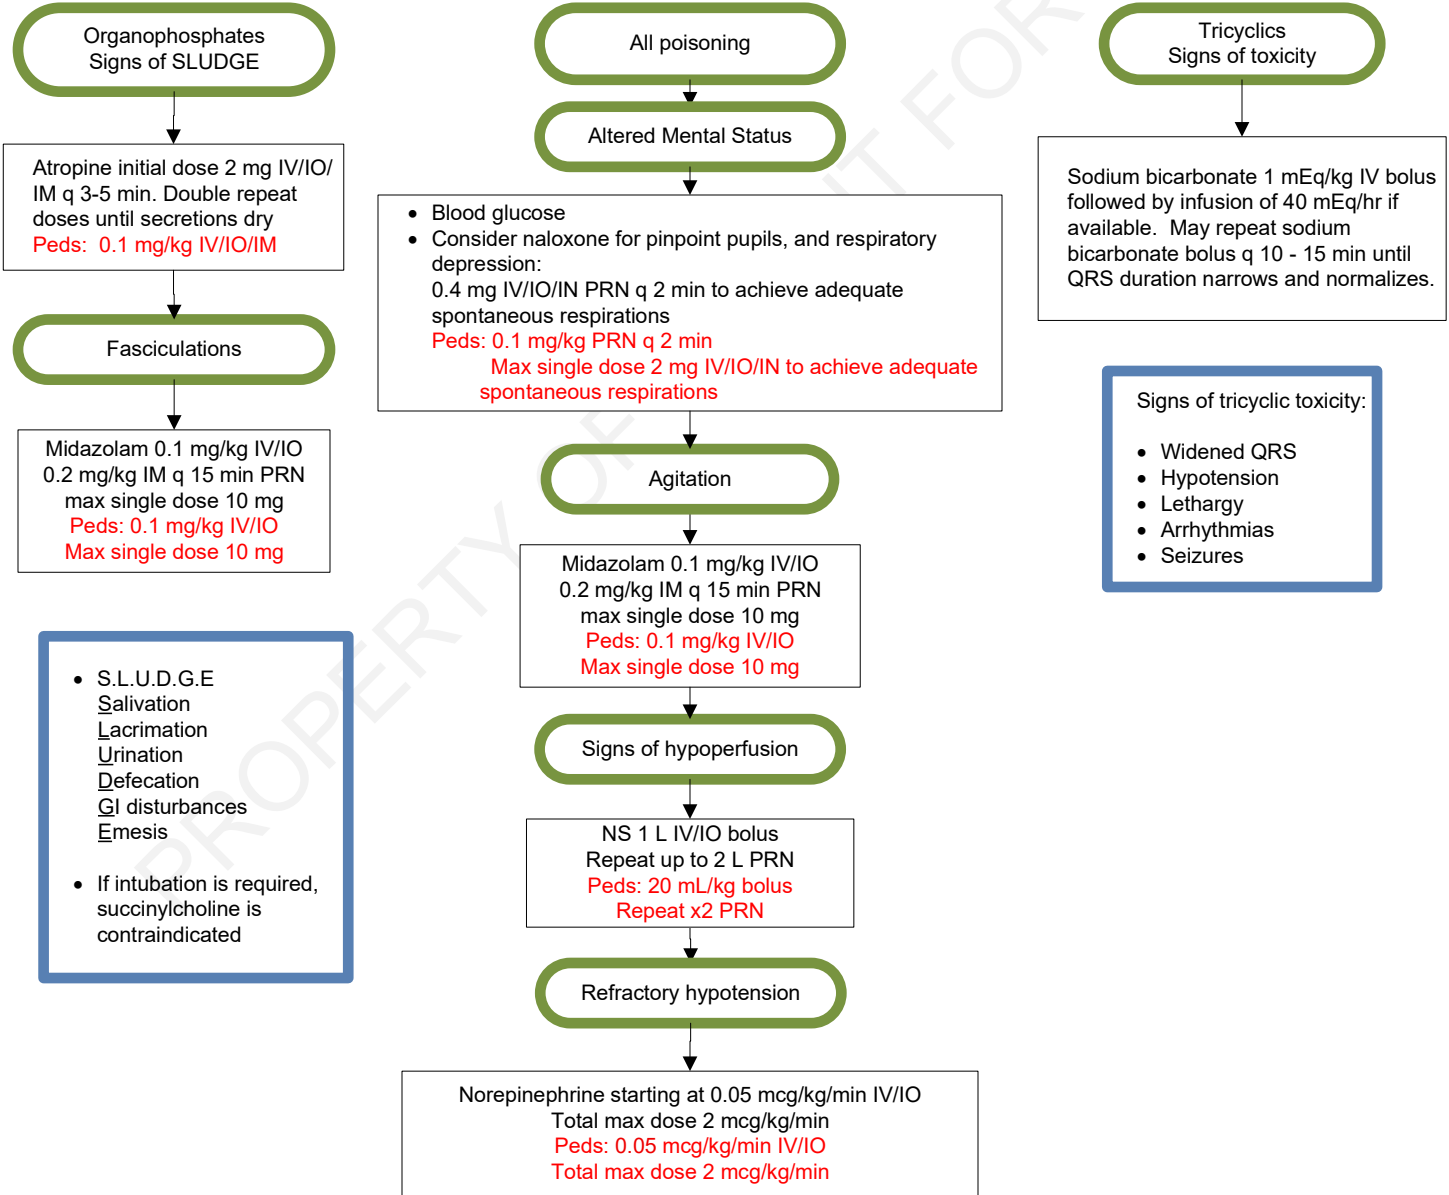 Organophosphates
Signs of SLUDGE
Atropine initial dose 2 mg IV/IO/
IM q 3-5 min. Double repeat
doses until secretions dry
Peds:  0.1 mg/kg IV/IO/IM
Fasciculations
Midazolam 0.1 mg/kg IV/IO
0.2 mg/kg IM q 15 min PRN
max single dose 10 mg
Peds: 0.1 mg/kg IV/IO
Max single dose 10 mg
• S.L.U.D.G.E
Salivation
Lacrimation
Urination
Defecation
GI disturbances
Emesis
• If intubation is required,
succinylcholine is
contraindicated
All poisoning
Altered Mental Status
• Blood glucose
• Consider naloxone for pinpoint pupils, and respiratory
depression:
0.4 mg IV/IO/IN PRN q 2 min to achieve adequate
spontaneous respirations
Peds: 0.1 mg/kg PRN q 2 min
Max single dose 2 mg IV/IO/IN to achieve adequate
spontaneous respirations
Agitation
Midazolam 0.1 mg/kg IV/IO
0.2 mg/kg IM q 15 min PRN
max single dose 10 mg
Peds: 0.1 mg/kg IV/IO
Max single dose 10 mg
Signs of hypoperfusion
NS 1 L IV/IO bolus
Repeat up to 2 L PRN
Peds: 20 mL/kg bolus
Repeat x2 PRN
Refractory hypotension
Norepinephrine starting at 0.05 mcg/kg/min IV/IO
Total max dose 2 mcg/kg/min
Peds: 0.05 mcg/kg/min IV/IO
Total max dose 2 mcg/kg/min
Tricyclics
Signs of toxicity
Sodium bicarbonate 1 mEq/kg IV bolus
followed by infusion of 40 mEq/hr if
available.  May repeat sodium
bicarbonate bolus q 10 - 15 min until
QRS duration narrows and normalizes.
Signs of tricyclic toxicity:
• Widened QRS
• Hypotension
• Lethargy
• Arrhythmias
• Seizures
PROPERTY OF